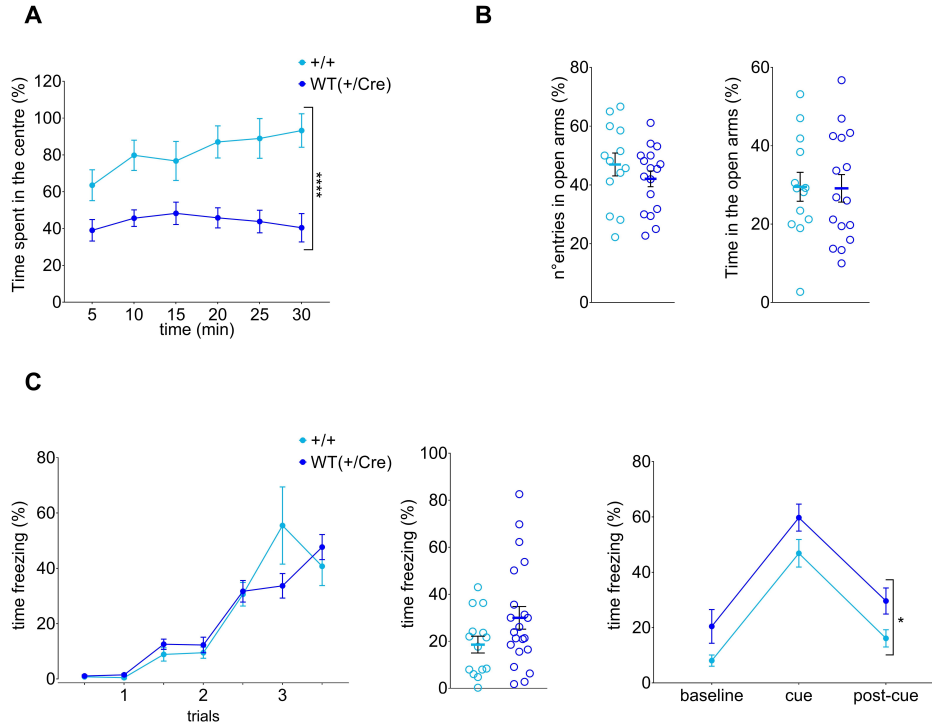 A
+/+
WT(+/Cre)
Time spent in the centre (%)
120
100
80
60
40
20
0
****
5 10 15 20 25 30
time (min)
B
n°entries in open arms (%)
80
60
40
20
0
Time in the open arms (%)
60
40
20
0
C
+/+
WT(+/Cre)
time freezing (%)
80
60
40
20
0
1 2 3
trials
time freezing (%)
100
80
60
40
20
0
time freezing (%)
80
60
40
20
0
*
baseline cue post-cue